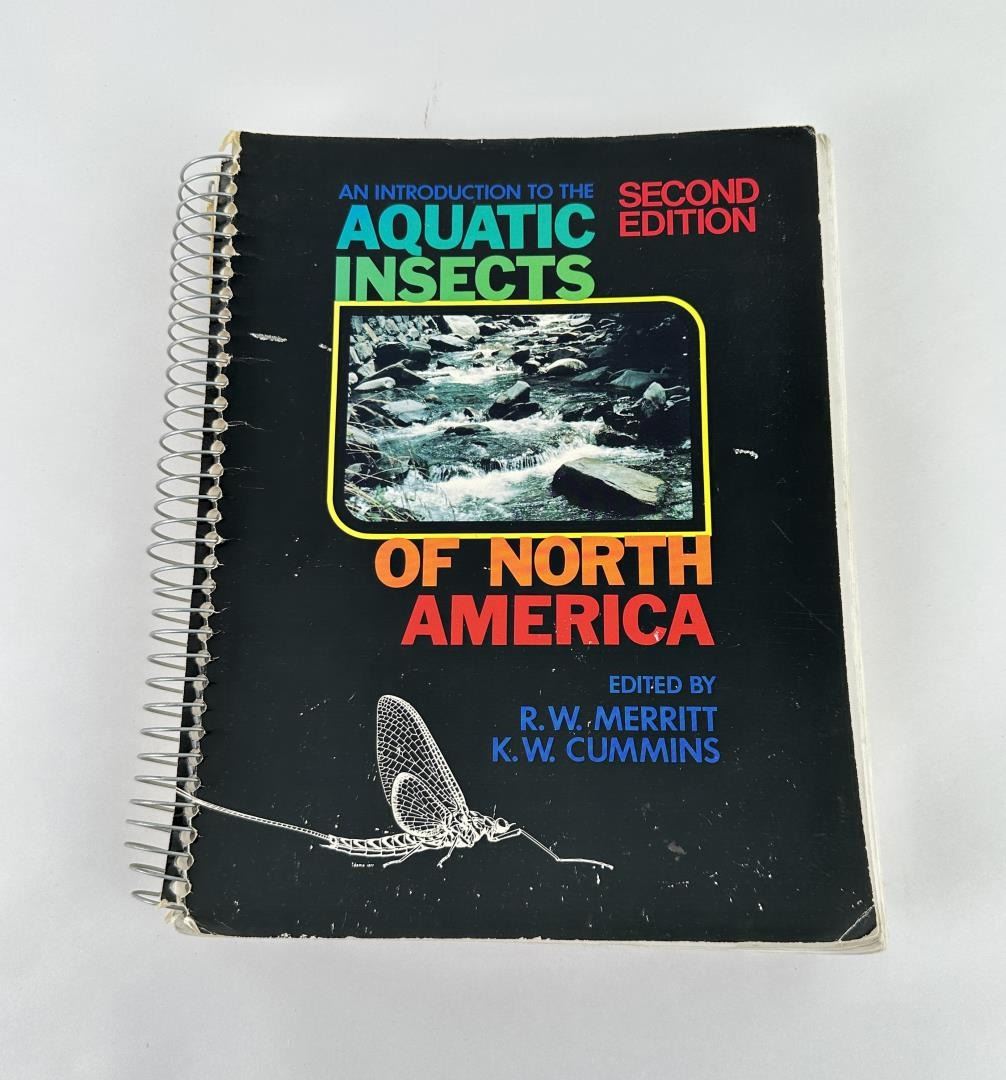 AN INTRODUCTION TO THE
AQUATIC
INSECTS
SECOND
EDITION
OF NORTH
AMERICA
EDITED BY
R.W. MERRITT
K.W. CUMMINS